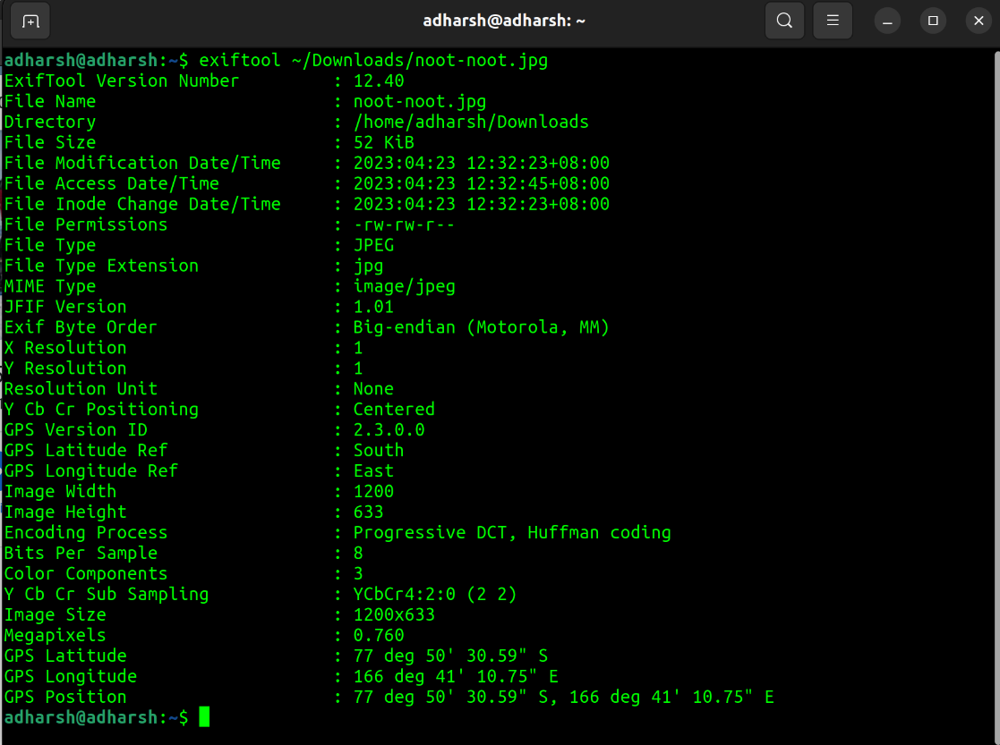 adharsh@adharsh: ~
adharsh@adharsh:~$ exiftool ~/Downloads/noot-noot.jpg
ExifTool Version Number : 12.40
File Name : noot-noot.jpg
Directory : /home/adharsh/Downloads
File Size : 52 KiB
File Modification Date/Time : 2023:04:23 12:32:23+08:00
File Access Date/Time : 2023:04:23 12:32:45+08:00
File Inode Change Date/Time : 2023:04:23 12:32:23+08:00
File Permissions : -rw-rw-r--
File Type : JPEG
File Type Extension : jpg
MIME Type : image/jpeg
JFIF Version : 1.01
Exif Byte Order : Big-endian (Motorola, MM)
X Resolution : 1
Y Resolution : 1
Resolution Unit : None
Y Cb Cr Positioning : Centered
GPS Version ID : 2.3.0.0
GPS Latitude Ref : South
GPS Longitude Ref : East
Image Width : 1200
Image Height : 633
Encoding Process : Progressive DCT, Huffman coding
Bits Per Sample : 8
Color Components : 3
Y Cb Cr Sub Sampling : YCbCr4:2:0 (2 2)
Image Size : 1200x633
Megapixels : 0.760
GPS Latitude : 77 deg 50' 30.59" S
GPS Longitude : 166 deg 41' 10.75" E
GPS Position : 77 deg 50' 30.59" S, 166 deg 41' 10.75" E
adharsh@adharsh:~$